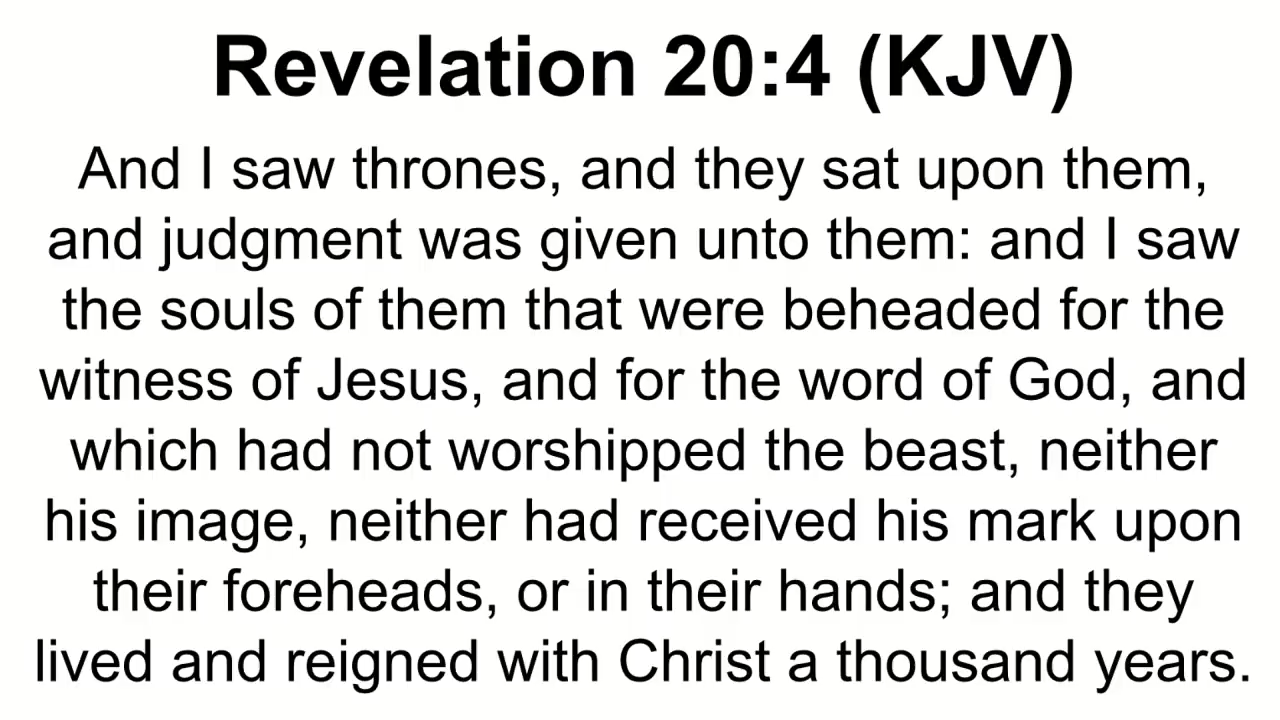 Revelation 20:4 (KJV)
And I saw thrones, and they sat upon them,
and judgment was given unto them: and I saw
the souls of them that were beheaded for the
witness of Jesus, and for the word of God, and
which had not worshipped the beast, neither
his image, neither had received his mark upon
their foreheads, or in their hands; and they
lived and reigned with Christ a thousand years.